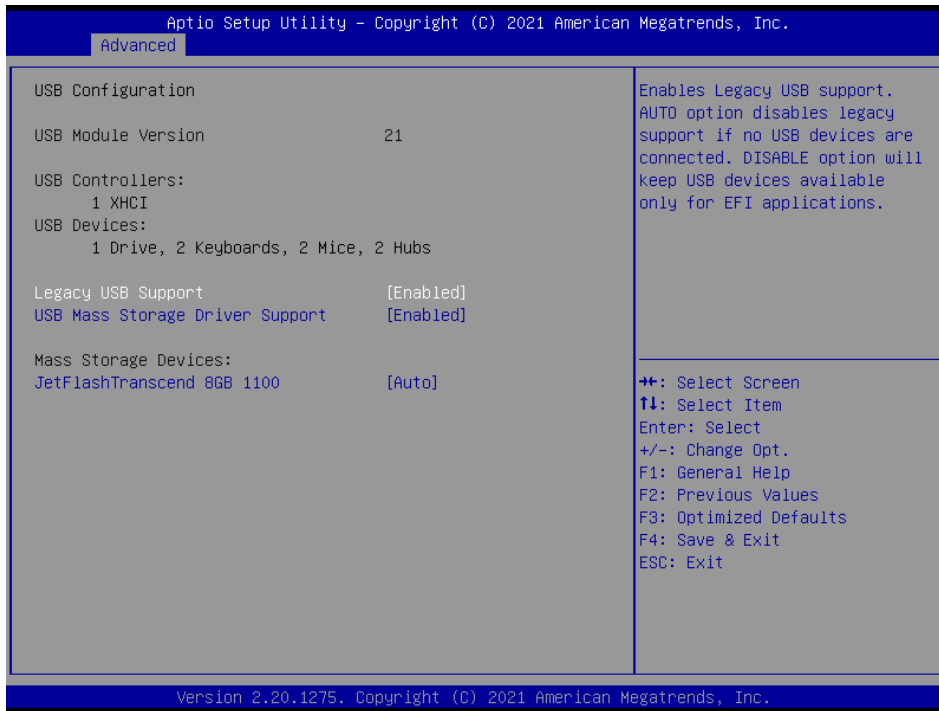 Aptio Setup Utility – Copyright (C) 2021 American Megatrends, Inc.
Advanced
USB Configuration
USB Module Version 21
USB Controllers:
1 XHCI
USB Devices:
1 Drive, 2 Keyboards, 2 Mice, 2 Hubs
Legacy USB Support [Enabled]
USB Mass Storage Driver Support [Enabled]
Mass Storage Devices:
JetFlashTranscend 8GB 1100 [Auto]
Enables Legacy USB support.
AUTO option disables legacy
support if no USB devices are
connected. DISABLE option will
keep USB devices available
only for EFI applications.
→←: Select Screen
↑↓: Select Item
Enter: Select
+/-: Change Opt.
F1: General Help
F2: Previous Values
F3: Optimized Defaults
F4: Save & Exit
ESC: Exit
Version 2.20.1275. Copyright (C) 2021 American Megatrends, Inc.